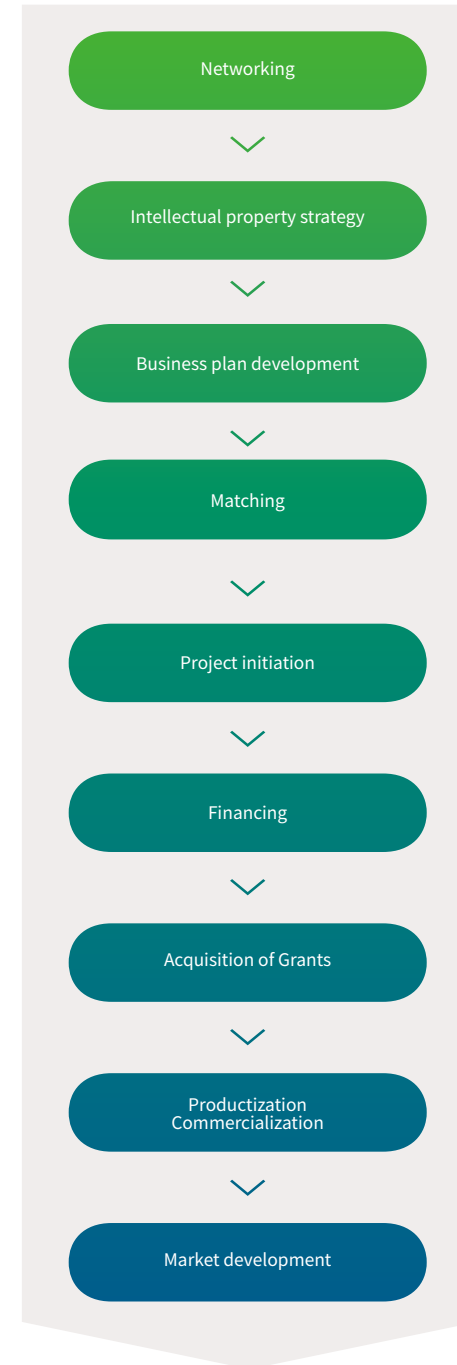 Networking
Intellectual property strategy
Business plan development
Matching
Project initiation
Financing
Acquisition of Grants
Productization
Commercialization
Market development